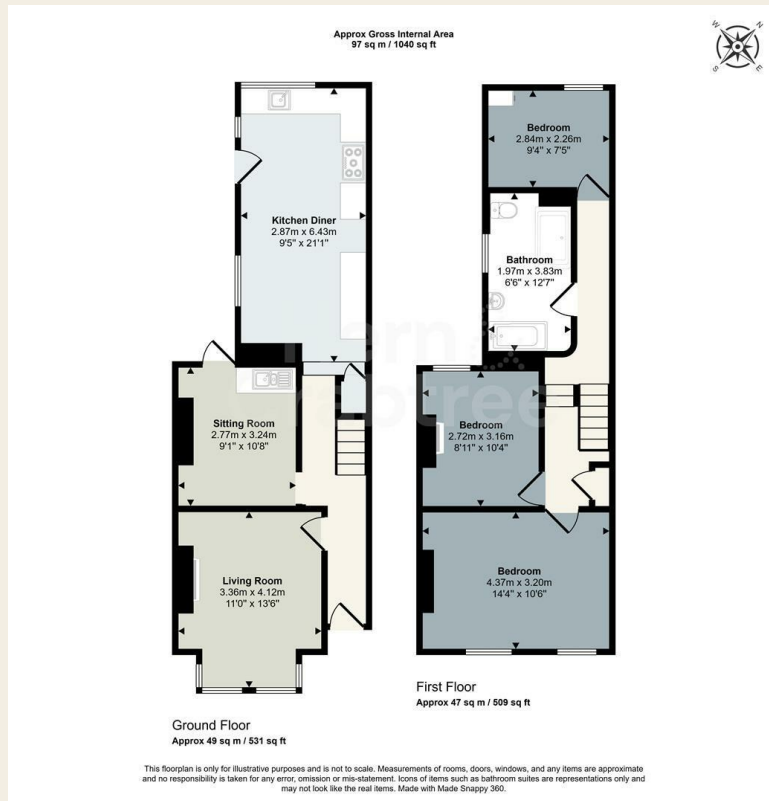 Approx Gross Internal Area
97 sq m / 1040 sq ft
W
N
S
E
Bedroom
2.84m x 2.26m
9'4" x 7'5"
Kitchen Diner
2.87m x 6.43m
9'5" x 21'1"
Bathroom
1.97m x 3.83m
6'6" x 12'7"
Sitting Room
2.77m x 3.24m
9'1" x 10'8"
Bedroom
2.72m x 3.16m
8'11" x 10'4"
Living Room
3.36m x 4.12m
11'0" x 13'6"
Bedroom
4.37m x 3.20m
14'4" x 10'6"
First Floor
Approx 47 sq m / 509 sq ft
Ground Floor
Approx 49 sq m / 531 sq ft
This floorplan is only for illustrative purposes and is not to scale. Measurements of rooms, doors, windows, and any items are approximate
and no responsibility is taken for any error, omission or mis-statement. Icons of items such as bathroom suites are representations only and
may not look like the real items. Made with Made Snappy 360.